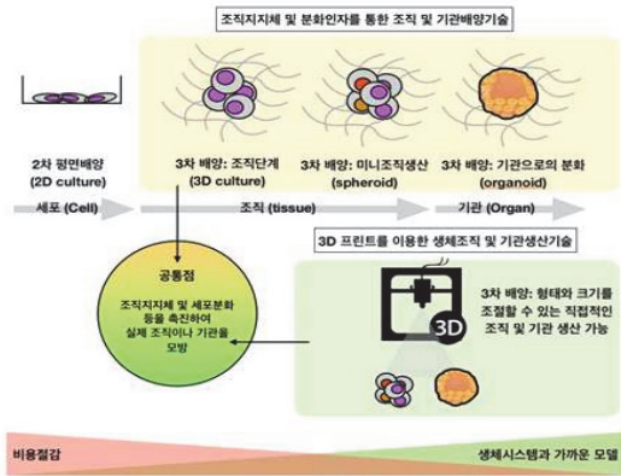 조직지지체 및 분화인자를 통한 조직 및 기관배양기술
2차 평면배양
(2D culture)
3차 배양: 조직단계
(3D culture)
3차 배양: 미니조직생산
(spheroid)
3차 배양: 기관으로의 분화
(organoid)
세포 (Cell)
조직 (tissue)
기관 (Organ)
3D 프린트를 이용한 생체조직 및 기관생산기술
공통점
조직지지체 및 세포분화
등을 촉진하여
실제 조직이나 기관을
모방
3D
3차 배양: 형태와 크기를
조절할 수 있는 직접적인
조직 및 기관 생산 가능
비용절감
생체시스템과 가까운 모델